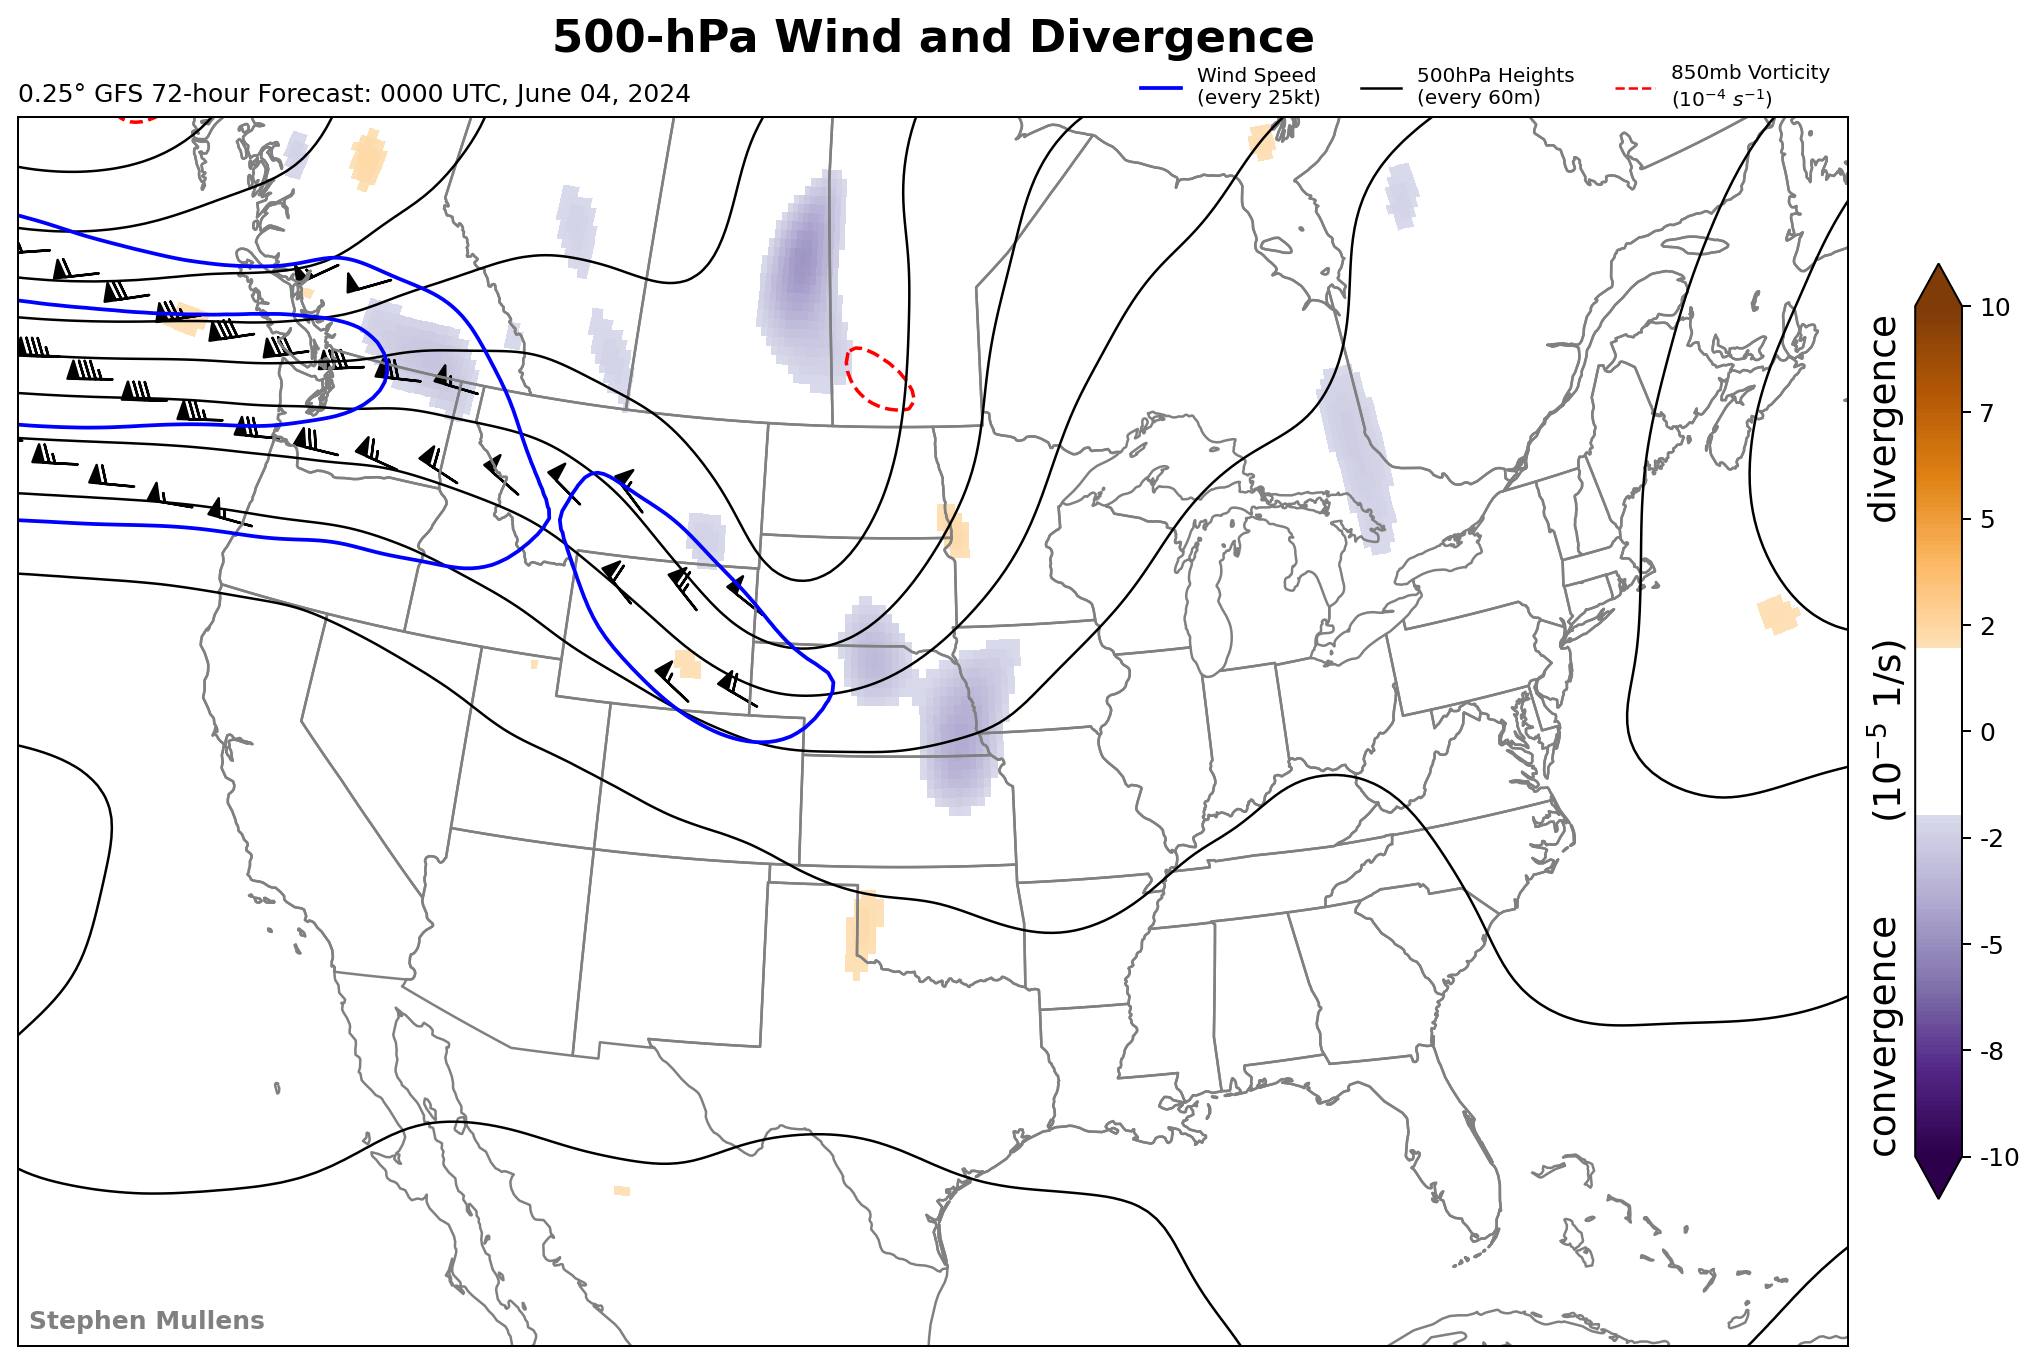 500-hPa Wind and Divergence
0.25° GFS 72-hour Forecast: 0000 UTC, June 04, 2024
Wind Speed
(every 25kt)
500hPa Heights
(every 60m)
850mb Vorticity
(10⁻⁴ s⁻¹)
10
7
5
2
0
-2
-5
-8
-10
convergence (10⁻⁵ 1/s) divergence
Stephen Mullens